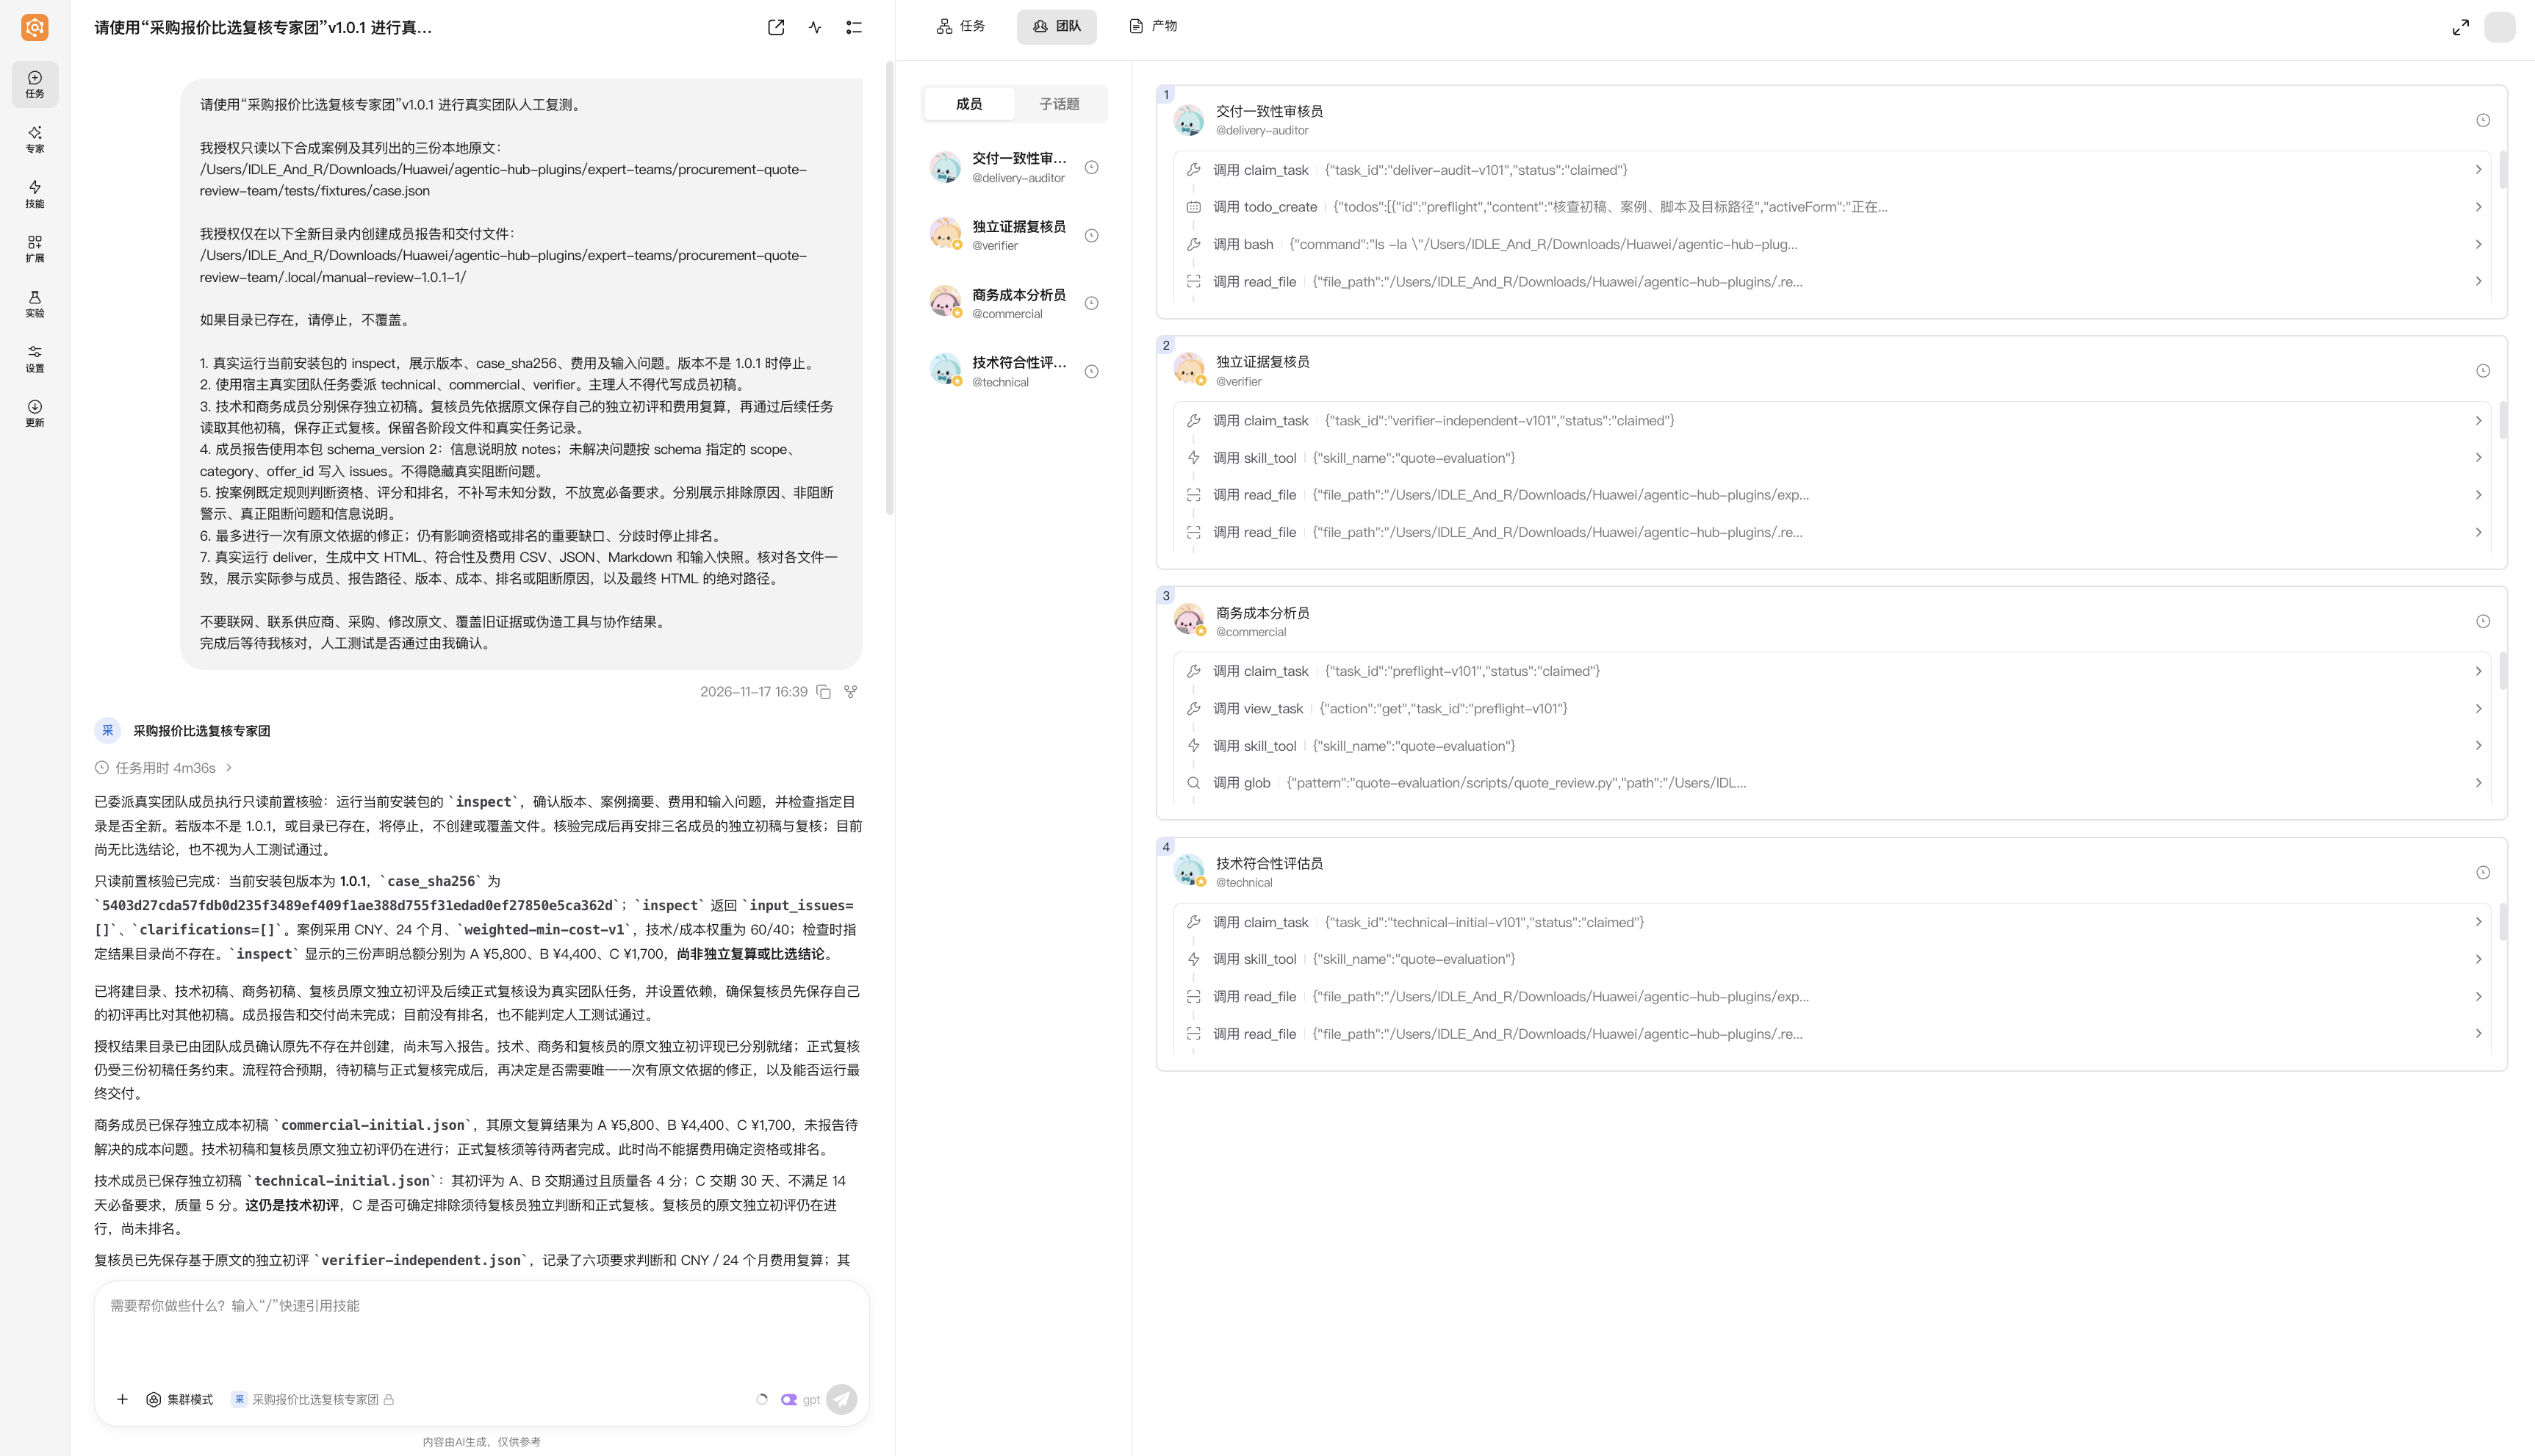 请使用“采购报价比选复核专家团”v1.0.1 进行真...
任务
专家
技能
扩展
实验
设置
更新
请使用“采购报价比选复核专家团”v1.0.1 进行真实团队人工复测。
我授权只读以下合成案例及其列出的三份本地原文：
/Users/IDLE_And_R/Downloads/Huawei/agentic-hub-plugins/expert-teams/procurement-quote-
review-team/tests/fixtures/case.json
我授权仅在以下全新目录内创建成员报告和交付文件：
/Users/IDLE_And_R/Downloads/Huawei/agentic-hub-plugins/expert-teams/procurement-quote-
review-team/.local/manual-review-1.0.1-1/
如果目录已存在，请停止，不覆盖。
1. 真实运行当前安装包的 inspect，展示版本、case_sha256、费用及输入问题。版本不是 1.0.1 时停止。
2. 使用宿主真实团队任务委派 technical、commercial、verifier。主理人不得代写成员初稿。
3. 技术和商务成员分别保存独立初稿。复核员先依据原文保存自己的独立初评和费用复算，再通过后续任务
读取其他初稿，保存正式复核。保留各阶段文件和真实任务记录。
4. 成员报告使用本包 schema_version 2：信息说明放 notes；未解决问题按 schema 指定的 scope、
category、offer_id 写入 issues。不得隐藏真实阻断问题。
5. 按案例既定规则判断资格、评分和排名，不补写未知分数，不放宽必备要求。分别展示排除原因、非阻断
警示、真正阻断问题和信息说明。
6. 最多进行一次有原文依据的修正；仍有影响资格或排名的重要缺口、分歧时停止排名。
7. 真实运行 deliver，生成中文 HTML、符合性及费用 CSV、JSON、Markdown 和输入快照。核对各文件一
致，展示实际参与成员、报告路径、版本、成本、排名或阻断原因，以及最终 HTML 的绝对路径。
不要联网、联系供应商、采购、修改原文、覆盖旧证据或伪造工具与协作结果。
完成后等待我核对，人工测试是否通过由我确认。
2026-11-17 16:39
采 采购报价比选复核专家团
任务用时 4m36s
已委派真实团队成员执行只读前置核验：运行当前安装包的 `inspect`，确认版本、案例摘要、费用和输入问题，并检查指定目
录是否全新。若版本不是 1.0.1，或目录已存在，将停止，不创建或覆盖文件。核验完成后再安排三名成员的独立初稿与复核；目前
尚无比选结论，也不视为人工测试通过。
只读前置核验已完成：当前安装包版本为 1.0.1，`case_sha256` 为
`5403d27cda57fdb0d235f3489ef409f1ae388d755f31edad0ef27850e5ca362d`；`inspect` 返回 `input_issues=
[]`、`clarifications=[]`。案例采用 CNY、24 个月、`weighted-min-cost-v1`，技术/成本权重为 60/40；检查时指
定结果目录尚不存在。`inspect` 显示的三份声明总额分别为 A ¥5,800、B ¥4,400、C ¥1,700，尚非独立复算或比选结论。
已将建目录、技术初稿、商务初稿、复核员原文独立初评及后续正式复核设为真实团队任务，并设置依赖，确保复核员先保存自己
的初评再比对其他初稿。成员报告和交付尚未完成；目前没有排名，也不能判定人工测试通过。
授权结果目录已由团队成员确认原先不存在并创建，尚未写入报告。技术、商务和复核员的原文独立初评现已分别就绪；正式复核
仍受三份初稿任务约束。流程符合预期，待初稿与正式复核完成后，再决定是否需要唯一一次有原文依据的修正，以及能否运行最
终交付。
商务成员已保存独立成本初稿 `commercial-initial.json`，其原文复算结果为 A ¥5,800、B ¥4,400、C ¥1,700，未报告待
解决的成本问题。技术初稿和复核员原文独立初评仍在进行；正式复核须等待两者完成。此时尚不能据费用确定资格或排名。
技术成员已保存独立初稿 `technical-initial.json`：其初评为 A、B 交期通过且质量各 4 分；C 交期 30 天、不满足 14
天必备要求，质量 5 分。这仍是技术初评，C 是否可确定排除须待复核员独立判断和正式复核。复核员的原文独立初评仍在进
行，尚未排名。
复核员已先保存基于原文的独立初评 `verifier-independent.json`，记录了六项要求判断和 CNY / 24 个月费用复算；其
需要帮你做些什么？输入“/”快速引用技能
集群模式 采 采购报价比选复核专家团 gpt
内容由AI生成，仅供参考
任务 团队 产物
成员 子话题
交付一致性审...
@delivery-auditor
独立证据复核员
@verifier
商务成本分析员
@commercial
技术符合性评...
@technical
1
交付一致性审核员
@delivery-auditor
调用 claim_task {"task_id":"deliver-audit-v101","status":"claimed"}
调用 todo_create {"todos":[{"id":"preflight","content":"核查初稿、案例、脚本及目标路径","activeForm":"正在...
调用 bash {"command":"ls -la \"/Users/IDLE_And_R/Downloads/Huawei/agentic-hub-plug...
调用 read_file {"file_path":"/Users/IDLE_And_R/Downloads/Huawei/agentic-hub-plugins/.re...
2
独立证据复核员
@verifier
调用 claim_task {"task_id":"verifier-independent-v101","status":"claimed"}
调用 skill_tool {"skill_name":"quote-evaluation"}
调用 read_file {"file_path":"/Users/IDLE_And_R/Downloads/Huawei/agentic-hub-plugins/exp...
调用 read_file {"file_path":"/Users/IDLE_And_R/Downloads/Huawei/agentic-hub-plugins/.re...
3
商务成本分析员
@commercial
调用 claim_task {"task_id":"preflight-v101","status":"claimed"}
调用 view_task {"action":"get","task_id":"preflight-v101"}
调用 skill_tool {"skill_name":"quote-evaluation"}
调用 glob {"pattern":"quote-evaluation/scripts/quote_review.py","path":"/Users/IDL...
4
技术符合性评估员
@technical
调用 claim_task {"task_id":"technical-initial-v101","status":"claimed"}
调用 skill_tool {"skill_name":"quote-evaluation"}
调用 read_file {"file_path":"/Users/IDLE_And_R/Downloads/Huawei/agentic-hub-plugins/exp...
调用 read_file {"file_path":"/Users/IDLE_And_R/Downloads/Huawei/agentic-hub-plugins/.re...